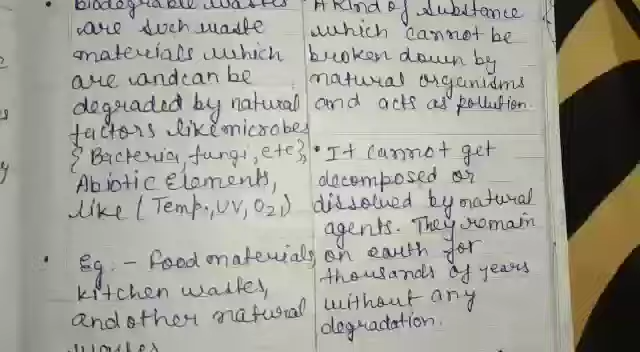 biodegrable wastes
are such waste
materials which
are and can be
degraded by natural
factors like microbes
{ Bacteria, fungi, etc},
Abiotic elements,
like ( Temp., UV, O2,)
Eg. - Food materials,
kitchen wastes,
and other natural
wastes
A kind of substance
which cannot be
broken down by
natural organisms
and acts as pollution.
• It cannot get
decomposed or
dissolved by natural
agents. They remain
on earth for
thousands of years
without any
degradation.